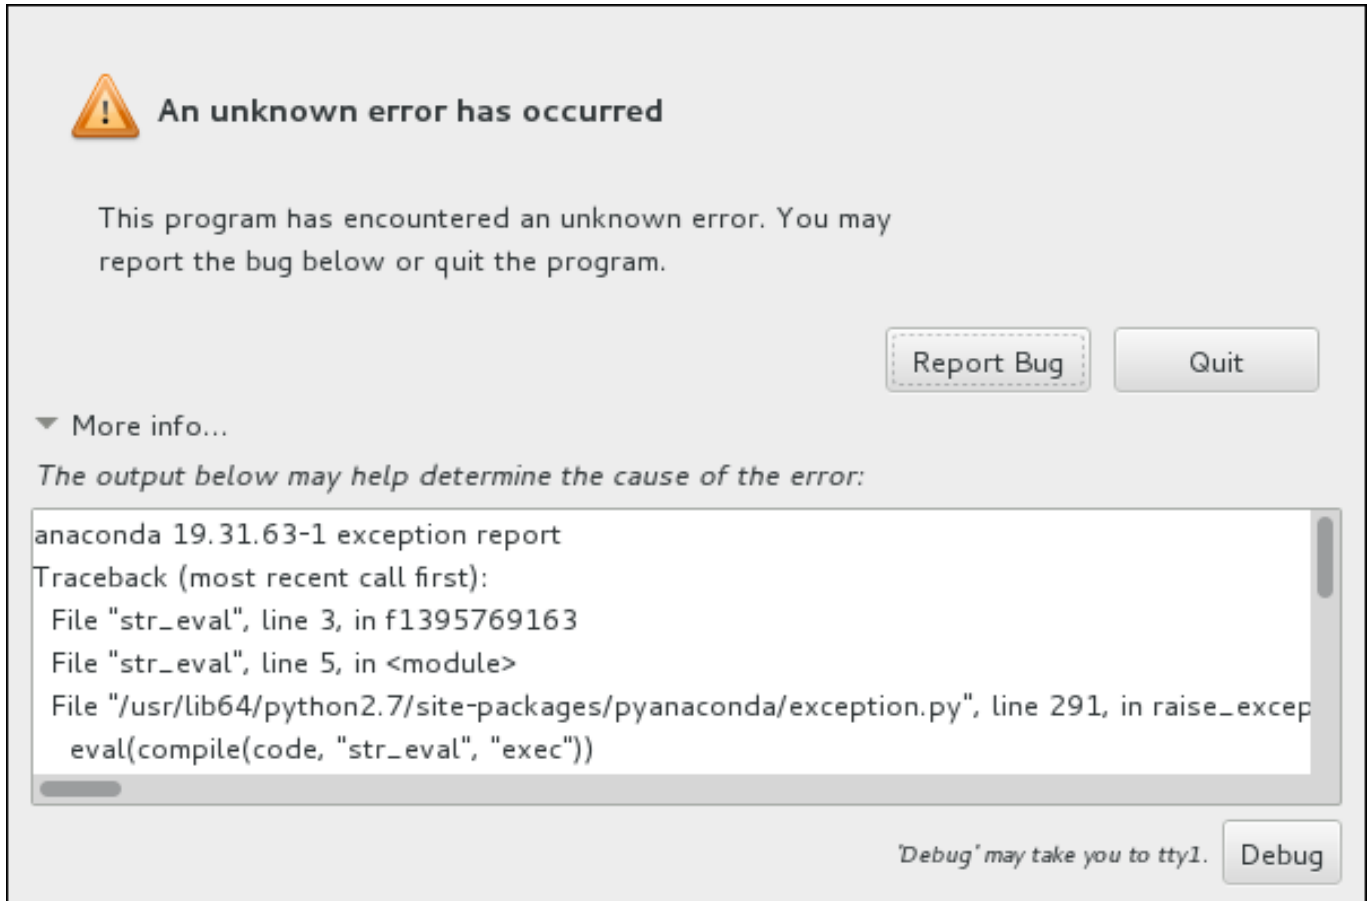 An unknown error has occurred
This program has encountered an unknown error. You may
report the bug below or quit the program.
Report Bug
Quit
More info...
The output below may help determine the cause of the error:
anaconda 19.31.63-1 exception report
Traceback (most recent call first):
File "str_eval", line 3, in f1395769163
File "str_eval", line 5, in <module>
File "/usr/lib64/python2.7/site-packages/pyanaconda/exception.py", line 291, in raise_excep
eval(compile(code, "str_eval", "exec"))
'Debug' may take you to tty1.
Debug